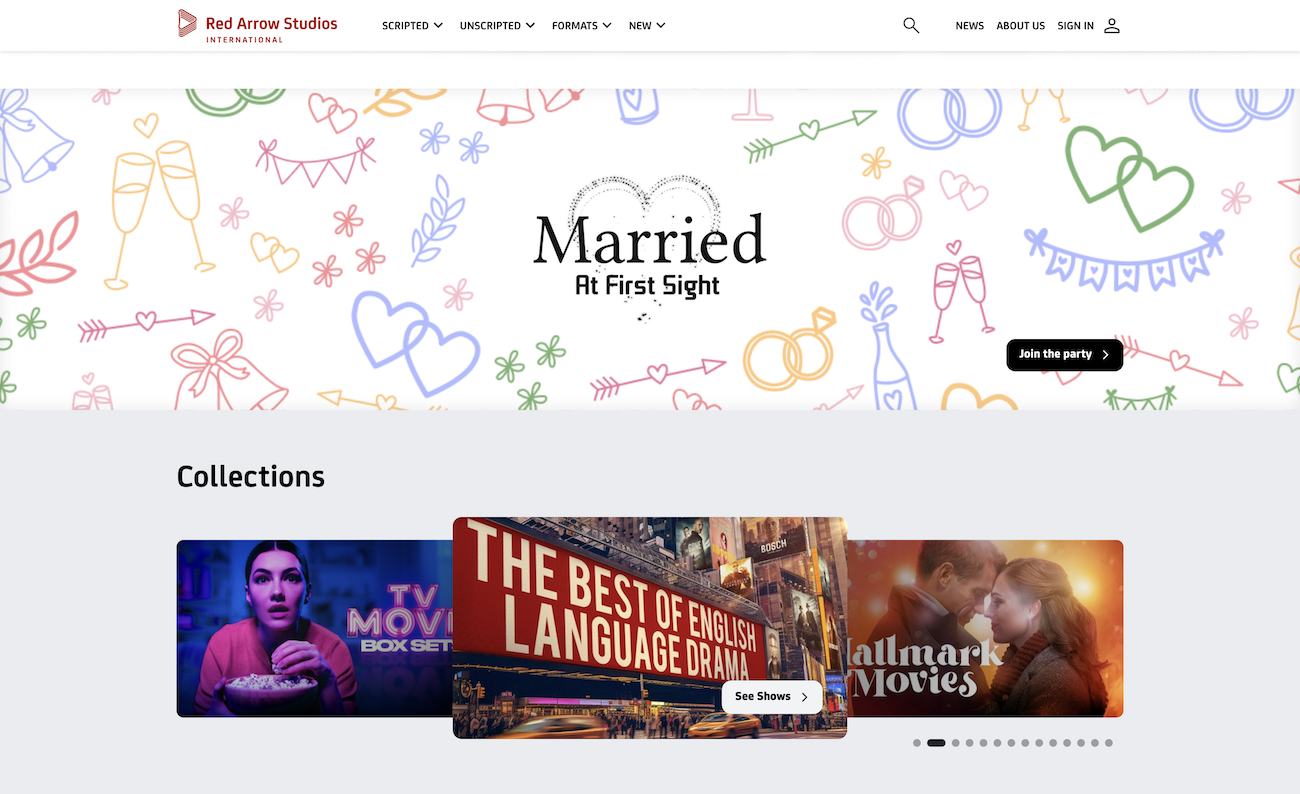 Red Arrow Studios
INTERNATIONAL
SCRIPTED
UNSCRIPTED
FORMATS
NEW
NEWS
ABOUT US
SIGN IN
Married
At First Sight
Join the party
Collections
TV
MOVI
BOX SET
THE BEST OF ENGLISH
LANGUAGE DRAMA
BOSCH
See Shows
allmark
Movies